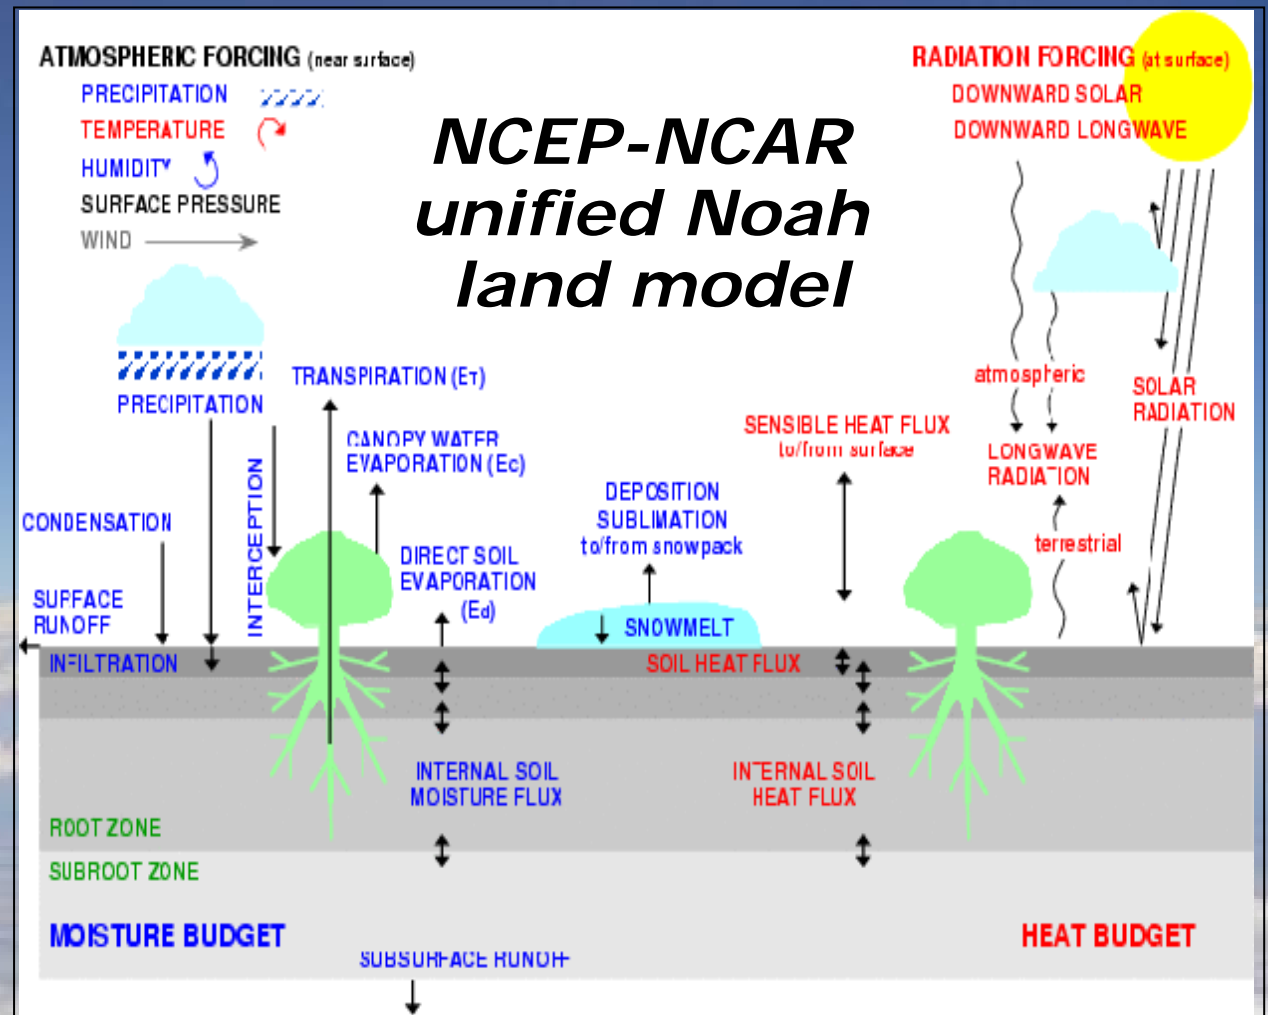 ATMOSPHERIC FORCING (near surface)
PRECIPITATION
TEMPERATURE
HUMIDITY
SURFACE PRESSURE
WIND
NCEP-NCAR
unified Noah
land model
RADIATION FORCING (at surface)
DOWNWARD SOLAR
DOWNWARD LONGWAVE
PRECIPITATION
TRANSPIRATION (ET)
CANOPY WATER
EVAPORATION (Ec)
INTERCEPTION
CONDENSATION
DIRECT SOIL
EVAPORATION
(Ed)
SURFACE
RUNOFF
INFILTRATION
DEPOSITION
SUBLIMATION
to/from snowpack
SNOWMELT
SENSIBLE HEAT FLUX
to/from surface
atmospheric
LONGWAVE
RADIATION
terrestrial
SOLAR
RADIATION
SOIL HEAT FLUX
INTERNAL SOIL
MOISTURE FLUX
INTERNAL SOIL
HEAT FLUX
ROOT ZONE
SUBROOT ZONE
MOISTURE BUDGET
HEAT BUDGET
SUBSURFACE RUNOFF